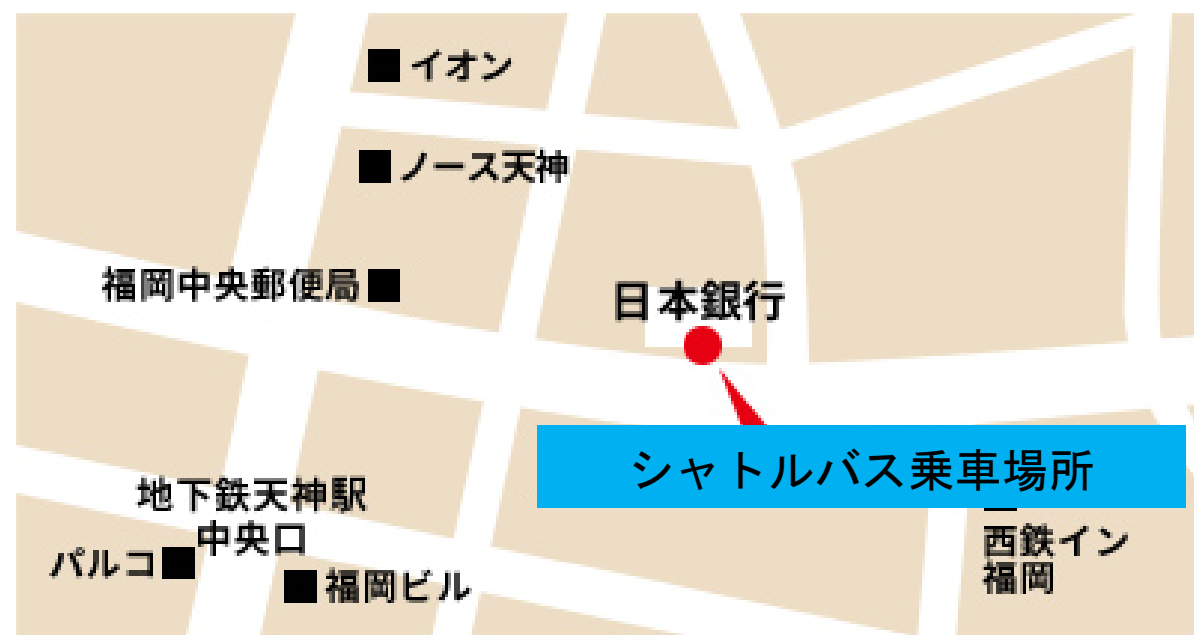 イオン
ノース天神
福岡中央郵便局
日本銀行
シャトルバス乗車場所
地下鉄天神駅
中央口
パルコ
福岡ビル
西鉄イン
福岡